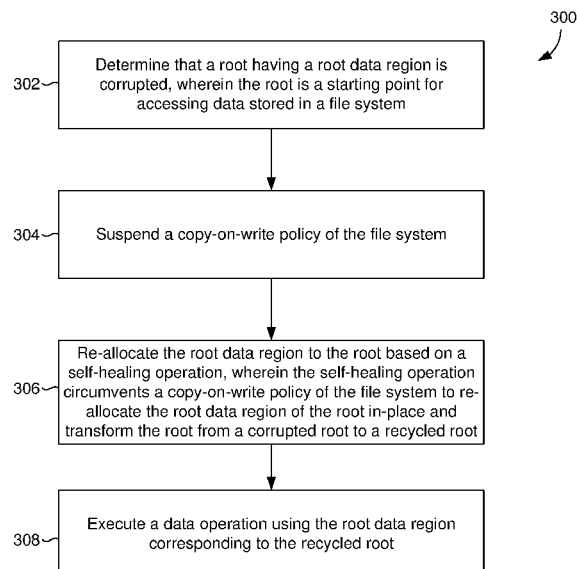 300
302
Determine that a root having a root data region is
corrupted, wherein the root is a starting point for
accessing data stored in a file system
304
Suspend a copy-on-write policy of the file system
Re-allocate the root data region to the root based on a
self-healing operation, wherein the self-healing operation
306
circumvents a copy-on-write policy of the file system to re-
allocate the root data region of the root in-place and
transform the root from a corrupted root to a recycled root
Execute a data operation using the root data region
308
corresponding to the recycled root